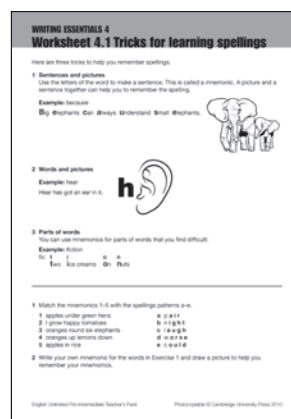 WRITING ESSENTIALS 4
Worksheet 4.1 Tricks for learning spellings
Here are three tricks to help you remember spellings.
1 Sentences and pictures
Use the letters of the word to make a sentence. This is called a mnemonic. A picture and a
sentence together can help you to remember the spelling.
Example: because
Big elephants can always understand small elephants.
2 Words and pictures
Example: hear
h
Hear has got an ear in it.
3 Parts of words
You can use mnemonics for parts of words that you find difficult:
Example: fiction
fic t i o n
Two ice creams On nuts
1 Match the mnemonics 1–5 with the spellings patterns a–e.
1 apples under green hens a pair
2 I grow happy tomatoes b night
3 oranges round six elephants c laugh
4 oranges up lemons down d worse
5 apples in rice e could
2 Write your own mnemonic for the words in Exercise 1 and draw a picture to help you
remember your mnemonics.
English Unlimited Pre-intermediate Teacher's Pack Photocopiable © Cambridge University Press 2010